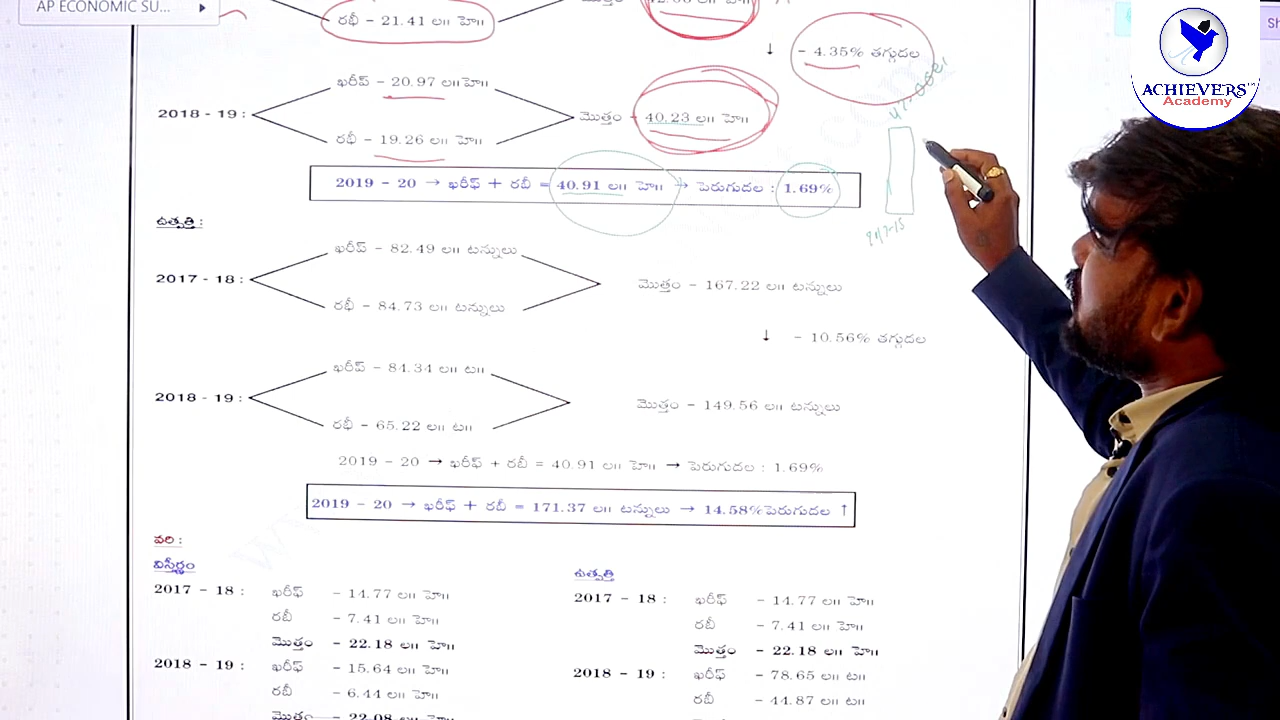 AP ECONOMIC SU...
రభీ - 21.41 ల॥ హె॥
- 4.35% తగ్గుదల
ఖరీప్ - 20.97 ల॥ హె॥
2018 - 19 :
మొత్తం - 40.23 ల॥ హె॥
రభీ - 19.26 ల॥ హె॥
2019 - 20 → ఖరీఫ్ + రబీ = 40.91 ల॥ హె॥ → పెరుగుదల : 1.69%
ఉత్పత్తి :
ఖరీప్ - 82.49 ల॥ టన్నులు
2017 - 18 :
మొత్తం - 167.22 ల॥ టన్నులు
రభీ - 84.73 ల॥ టన్నులు
↓ - 10.56% తగ్గుదల
ఖరీప్ - 84.34 ల॥ ట॥
2018 - 19 :
మొత్తం - 149.56 ల॥ టన్నులు
రభీ - 65.22 ల॥ ట॥
2019 - 20 → ఖరీఫ్ + రబీ = 40.91 ల॥ హె॥ → పెరుగుదల : 1.69%
2019 - 20 → ఖరీఫ్ + రబీ = 171.37 ల॥ టన్నులు → 14.58%పెరుగుదల ↑
వరి :
విస్తీర్ణం
2017 - 18 : ఖరీఫ్ - 14.77 ల॥ హె॥
రబీ - 7.41 ల॥ హె॥
మొత్తం - 22.18 ల॥ హె॥
2018 - 19 : ఖరీఫ్ - 15.64 ల॥ హె॥
రబీ - 6.44 ల॥ హె॥
మొత్తం - 22.08 ల॥ హె॥
ఉత్పత్తి
2017 - 18 : ఖరీఫ్ - 14.77 ల॥ హె॥
రబీ - 7.41 ల॥ హె॥
మొత్తం - 22.18 ల॥ హె॥
2018 - 19 : ఖరీఫ్ - 78.65 ల॥ ట॥
రబీ - 44.87 ల॥ ట॥
ACHIEVERS
Academy